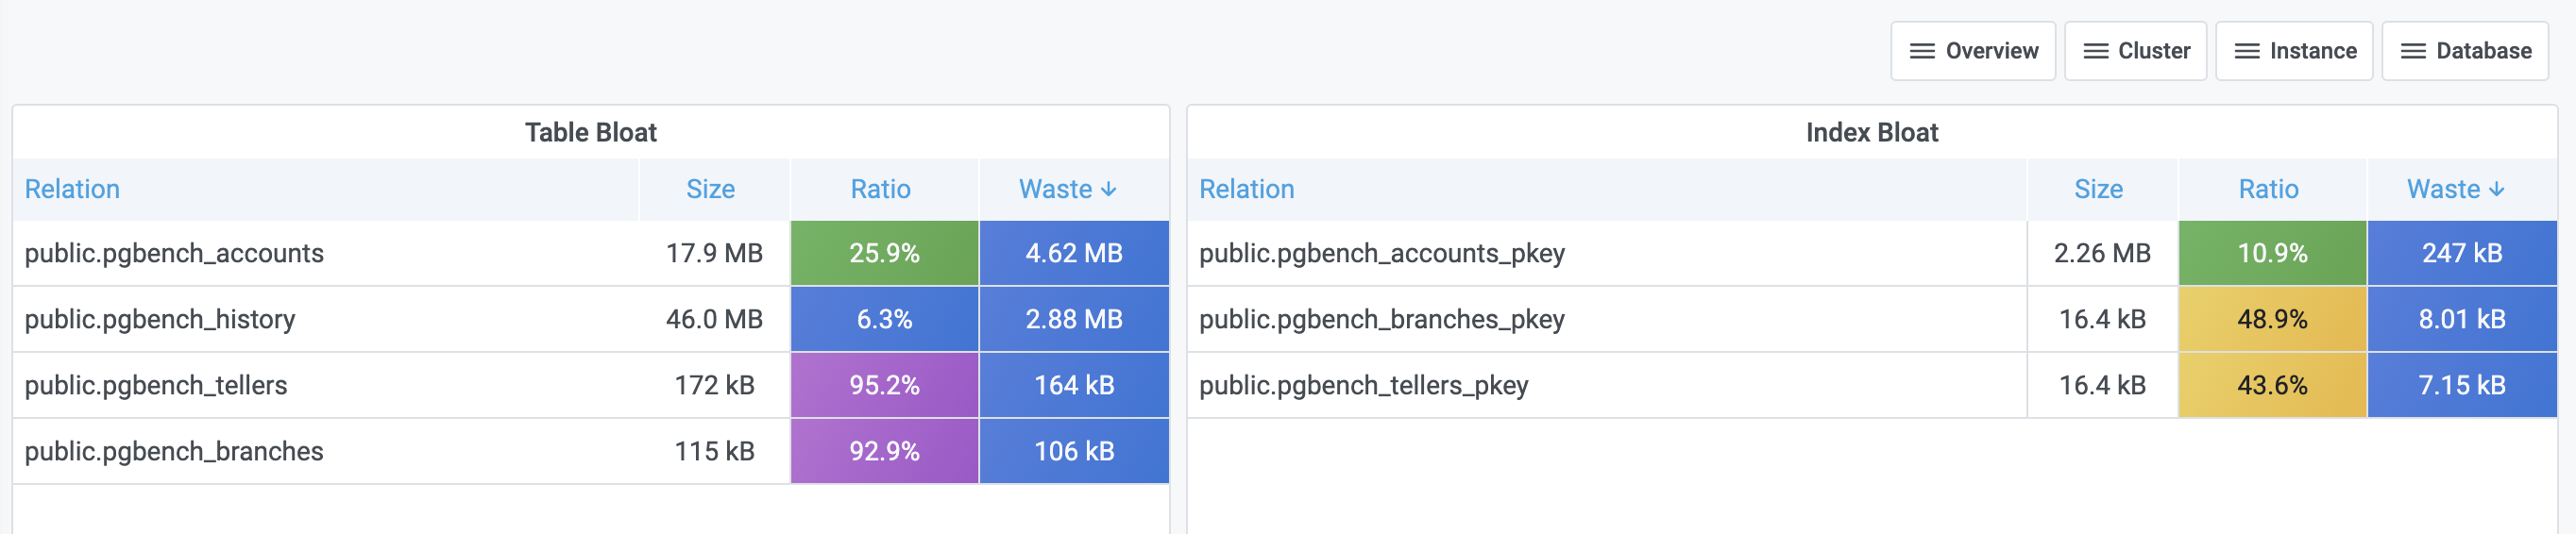 Overview Cluster Instance Database
Table Bloat
Relation Size Ratio Waste ↓
public.pgbench_accounts 17.9 MB 25.9% 4.62 MB
public.pgbench_history 46.0 MB 6.3% 2.88 MB
public.pgbench_tellers 172 kB 95.2% 164 kB
public.pgbench_branches 115 kB 92.9% 106 kB
Index Bloat
Relation Size Ratio Waste ↓
public.pgbench_accounts_pkey 2.26 MB 10.9% 247 kB
public.pgbench_branches_pkey 16.4 kB 48.9% 8.01 kB
public.pgbench_tellers_pkey 16.4 kB 43.6% 7.15 kB